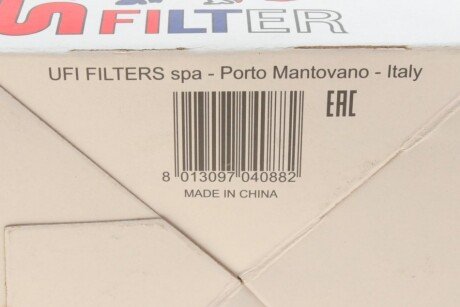 FILTER
UFI FILTERS spa - Porto Mantovano - Italy
EAC
8 013097 040882
MADE IN CHINA